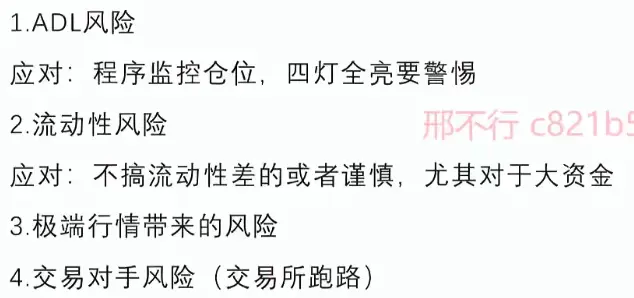 1.ADL风险
应对：程序监控仓位，四灯全亮要警惕
2.流动性风险
邢不行 c821b5
应对：不搞流动性差的或者谨慎，尤其对于大资金
3.极端行情带来的风险
4.交易对手风险（交易所跑路）